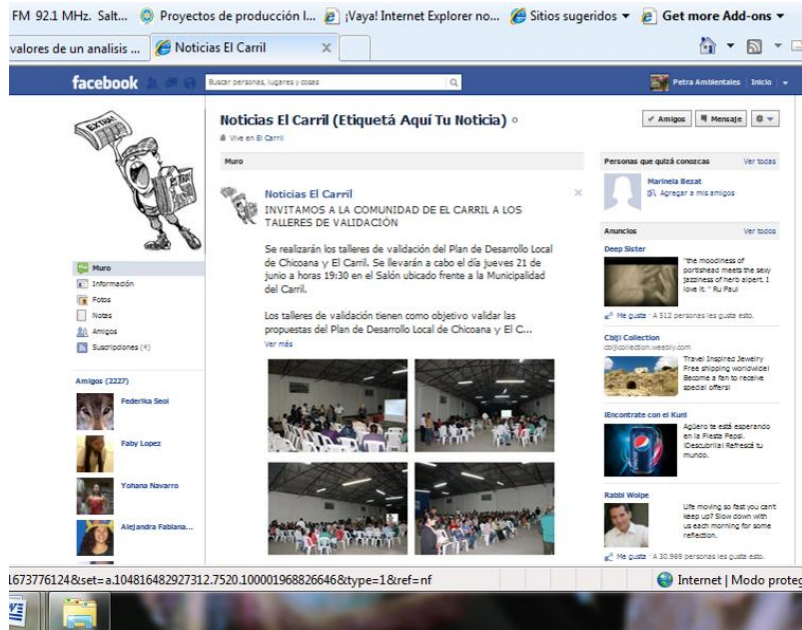 FM 92.1 MHz. Salt...
Proyectos de producción I...
¡Vaya! Internet Explorer no...
Sitios sugeridos
Get more Add-ons
valores de un analisis ...
Noticias El Carril
facebook
Buscar personas, lugares y cosas
Petra Ambientales
Inicio
EXTRA!
Noticias El Carril (Etiquetá Aquí Tu Noticia)
Vive en El Carril
Amigos
Mensaje
Muro
Noticias El Carril
INVITAMOS A LA COMUNIDAD DE EL CARRIL A LOS
TALLERES DE VALIDACIÓN
Se realizarán los talleres de validación del Plan de Desarrollo Local
de Chicoana y El Carril. Se llevarán a cabo el día jueves 21 de
junio a horas 19:30 en el Salón ubicado frente a la Municipalidad
del Carril.
Los talleres de validación tienen como objetivo validar las
propuestas del Plan de Desarrollo Local de Chicoana y El C...
Ver más
Muro
Información
Fotos
Notas
Amigos
Suscripciones (4)
Amigos (2227)
Federika Seol
Faby Lopez
Yohana Navarro
Alejandra Fabiana...
Personas que quizá conozcas
Ver todas
Marinela Bezat
Agregar a mis amigos
Anuncios
Ver todos
Deep Sister
"the moodiness of
portishead meets the sexy
jazziness of herb alpert. I
love it. " Ru Paul
Me gusta · A 512 personas les gusta esto.
Cbijl Collection
cbijlcollection.weebly.com
Travel Inspired Jewelry
Free shipping worldwide!
Become a fan to receive
special offers!
¡Encontrate con el Kun!
Agüero te está esperando
en la Fiesta Pepsi.
¡Descubrila! Refrescá tu
mundo.
Rabbi Wolpe
Life moving so fast you can't
keep up? Slow down with
us each morning for some
reflection.
Me gusta · A 30.969 personas les gusta esto.
1673776124&set=a.104816482927312.7520.100001968826646&type=1&ref=nf
Internet | Modo proteg